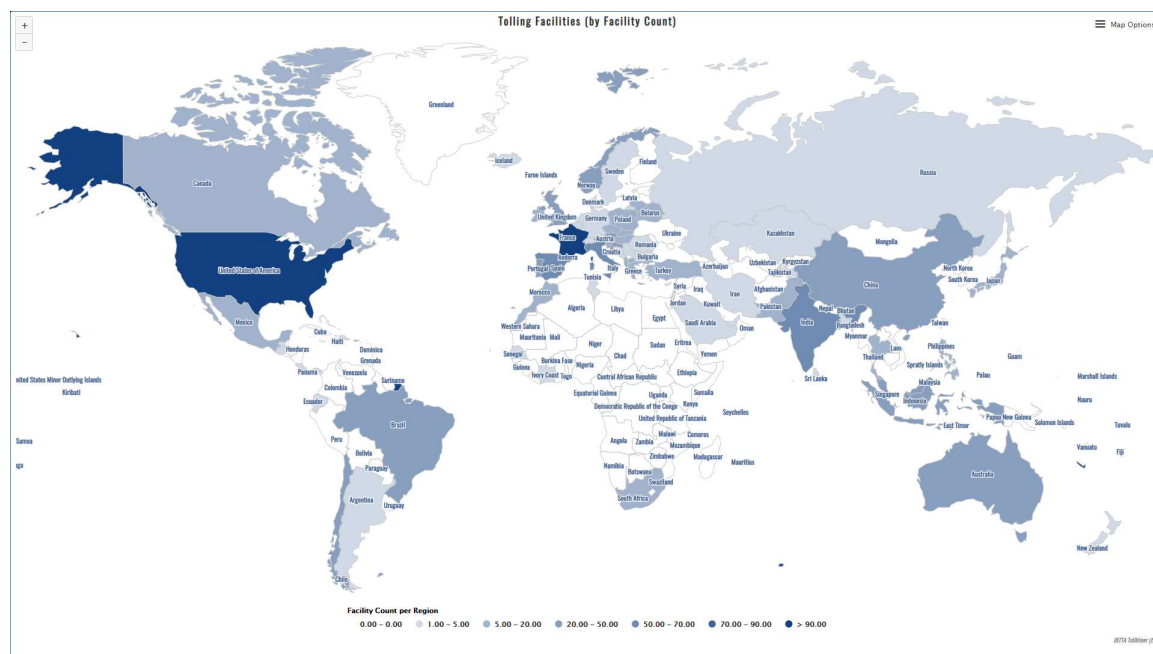 +
−
Tolling Facilities (by Facility Count)
Map Options
Greenland
Iceland
Faroe Islands
Finland
Sweden
Norway
Russia
Canada
Denmark
Latvia
United Kingdom
Germany
Poland
Belarus
Ukraine
Kazakhstan
Mongolia
France
Austria
Croatia
Romania
Bulgaria
Andorra
Portugal
Spain
Italy
Greece
Turkey
Azerbaijan
Uzbekistan
Kyrgyzstan
Tajikistan
North Korea
South Korea
Japan
United States of America
China
Tunisia
Syria
Iraq
Iran
Afghanistan
Pakistan
Morocco
Algeria
Libya
Egypt
Jordan
Kuwait
Nepal
Bhutan
Mexico
Western Sahara
Saudi Arabia
Oman
India
Bangladesh
Taiwan
Cuba
Haiti
Mauritania
Mali
Niger
Chad
Sudan
Eritrea
Yemen
Myanmar
Laos
Thailand
Philippines
Honduras
Dominica
Grenada
Senegal
Guinea
Burkina Faso
Ivory Coast
Togo
Nigeria
Central African Republic
Ethiopia
Sri Lanka
Spratly Islands
Guam
Palau
Marshall Islands
Panama
Venezuela
Colombia
Suriname
Equatorial Guinea
Uganda
Kenya
Somalia
Malaysia
Singapore
Indonesia
Nauru
Kiribati
Ecuador
Democratic Republic of the Congo
United Republic of Tanzania
Seychelles
Papua New Guinea
Solomon Islands
East Timor
Tuvalu
Brazil
Peru
Bolivia
Angola
Zambia
Malawi
Comoros
Mozambique
Zimbabwe
Madagascar
Mauritius
Vanuatu
Fiji
Samoa
Paraguay
Namibia
Botswana
Swaziland
South Africa
Australia
Argentina
Uruguay
Chile
New Zealand
Facility Count per Region
0.00 – 0.00 1.00 – 5.00 5.00 – 20.00 20.00 – 50.00 50.00 – 70.00 70.00 – 90.00 > 90.00
IBTTA TollMiner